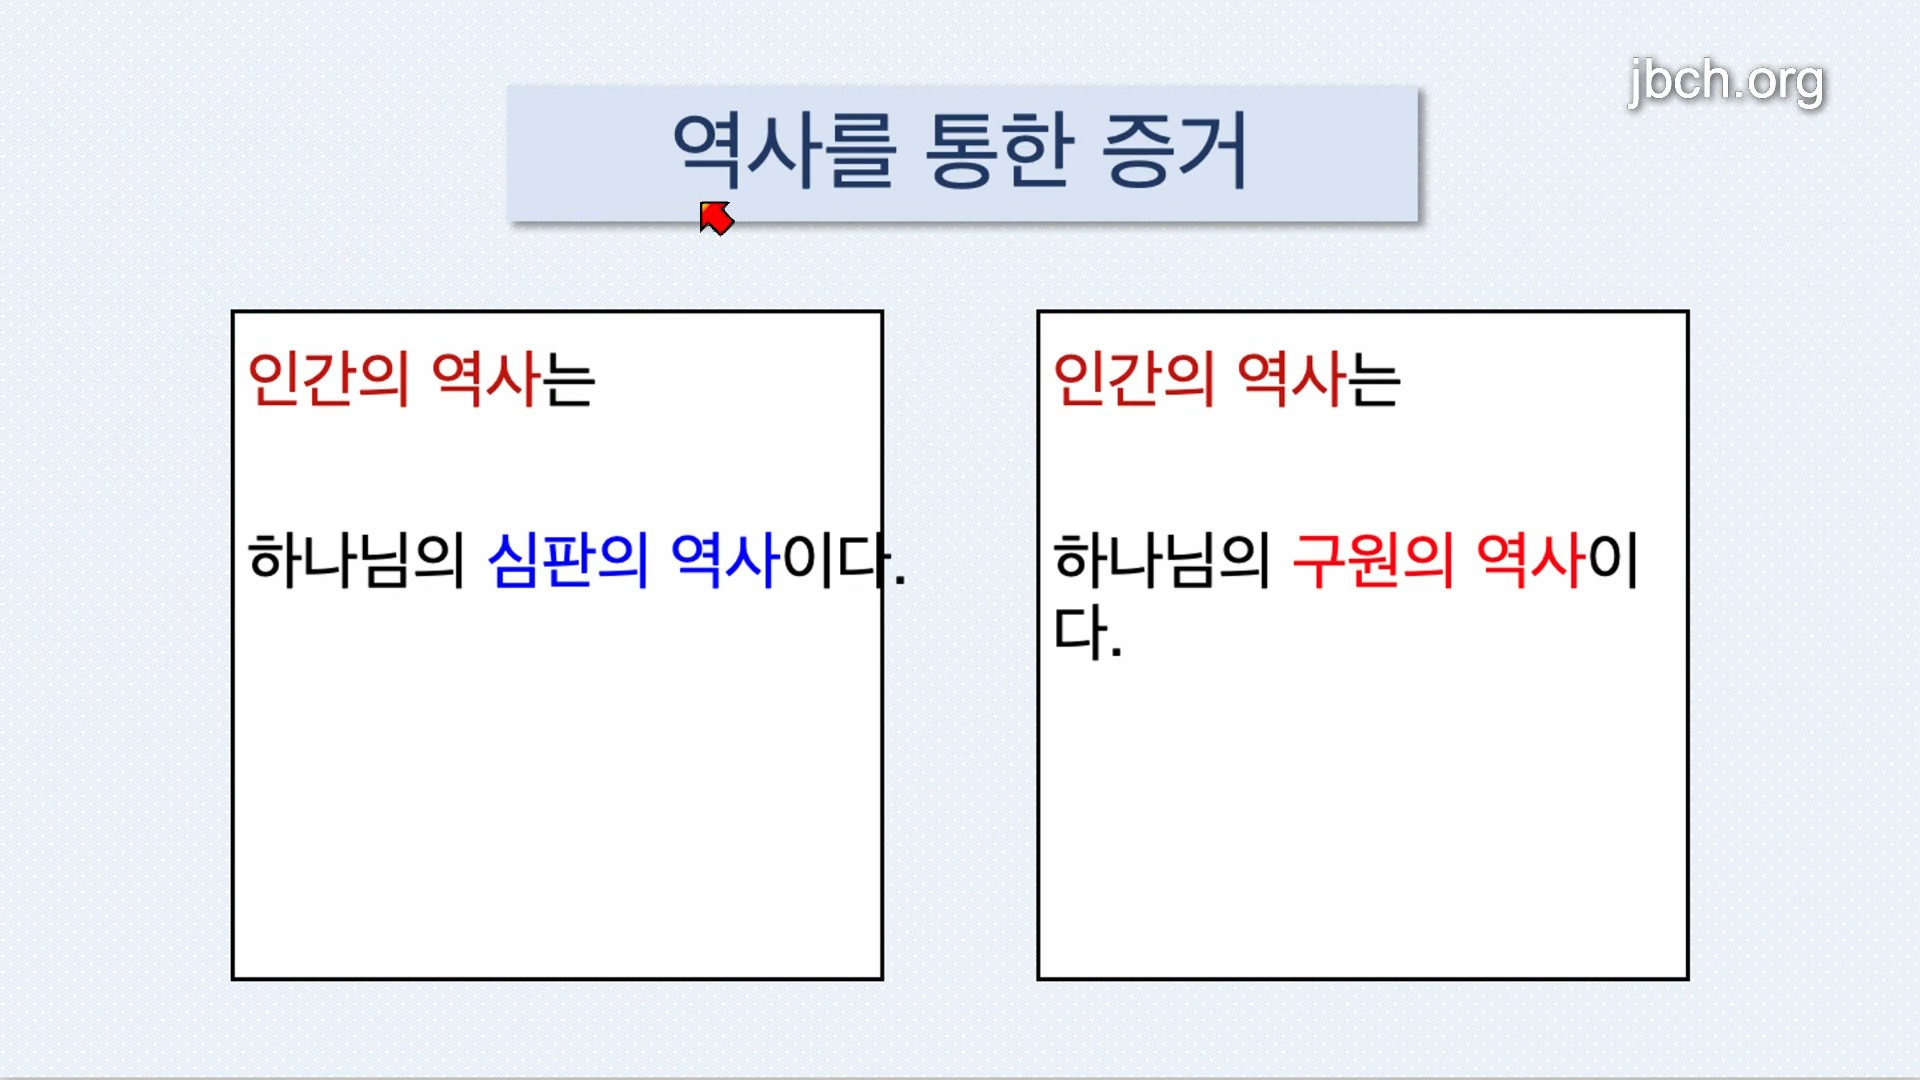 jbch.org
역사를 통한 증거
인간의 역사는
하나님의 심판의 역사이다.
인간의 역사는
하나님의 구원의 역사이
다.